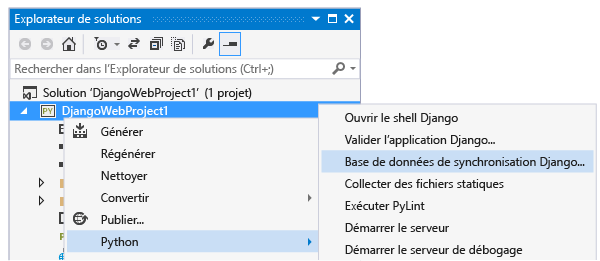 Explorateur de solutions
Rechercher dans l'Explorateur de solutions (Ctrl+;)
Solution 'DjangoWebProject1' (1 projet)
PY DjangoWebProject1
Générer
Régénérer
Nettoyer
Convertir
Publier...
Python
Ouvrir le shell Django
Valider l'application Django...
Base de données de synchronisation Django...
Collecter des fichiers statiques
Exécuter PyLint
Démarrer le serveur
Démarrer le serveur de débogage